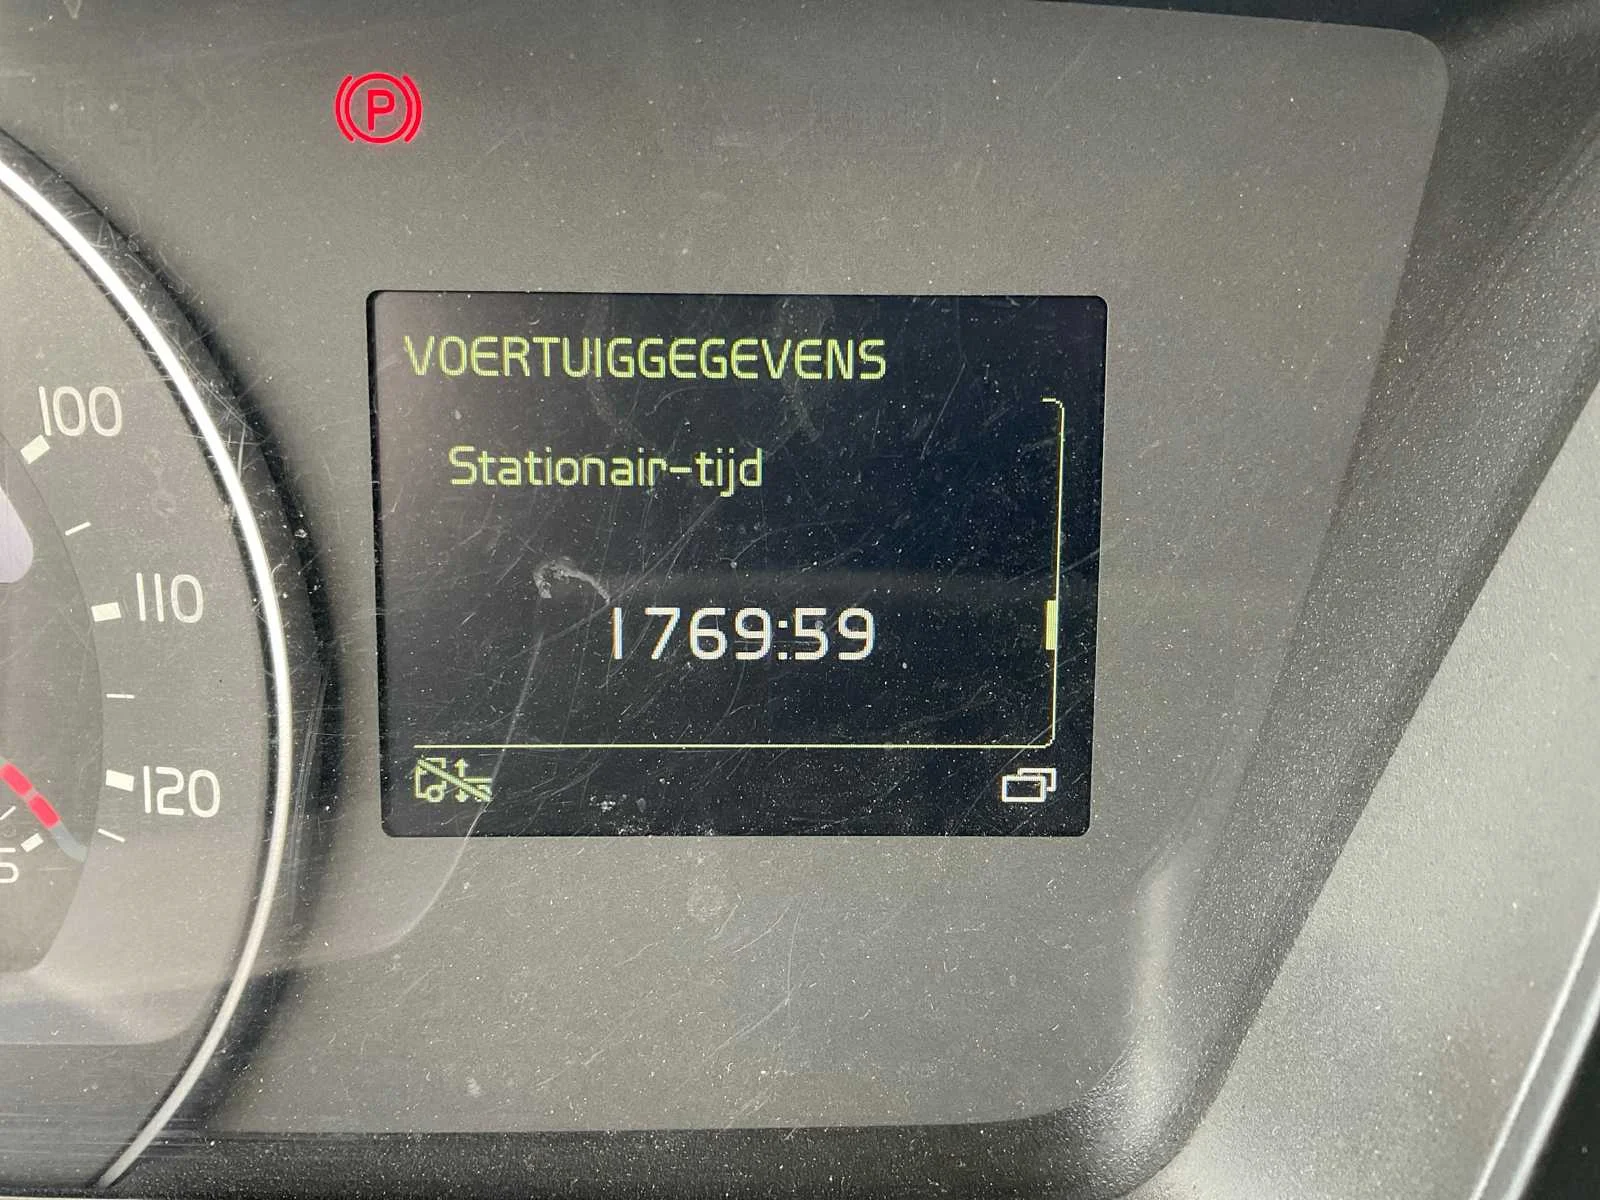 P
VOERTUIGGEGEVENS
Stationair-tijd
1769:59
100
110
120